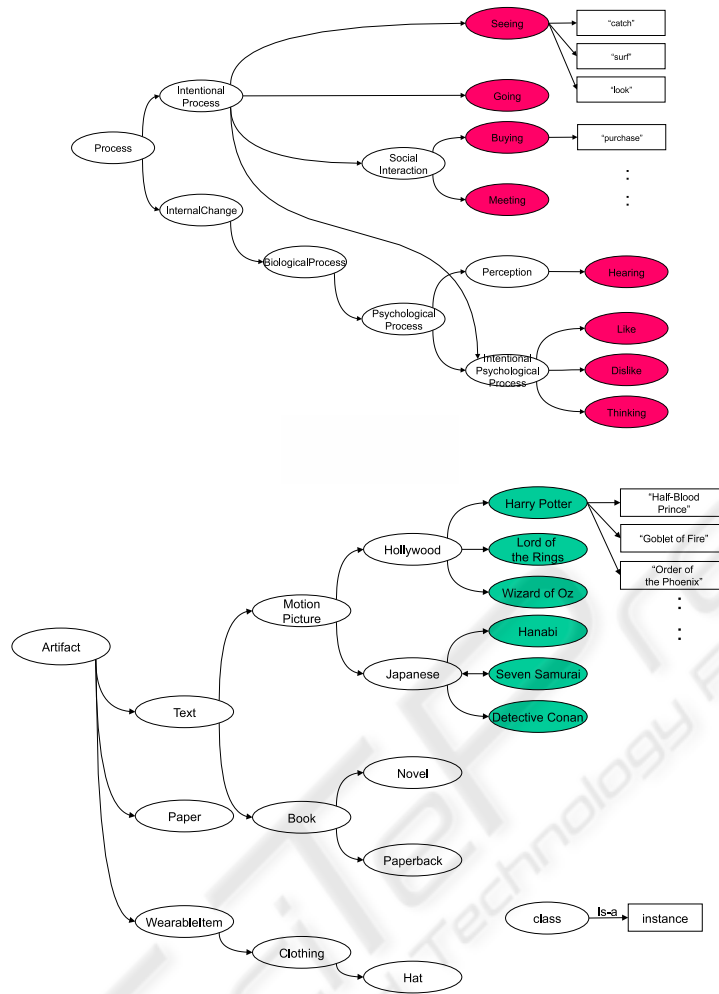 Seeing
"catch"
"surf"
"look"
Intentional
Process
Going
Process
Social
Interaction
Buying
"purchase"
Meeting
InternalChange
BiologicalProcess
Perception
Hearing
Psychological
Process
Like
Intentional
Psychological
Process
Dislike
Thinking
Harry Potter
"Half-Blood
Prince"
"Goblet of Fire"
"Order of
the Phoenix"
Hollywood
Lord of
the Rings
Wizard of Oz
Motion
Picture
Hanabi
Artifact
Japanese
Seven Samurai
Text
Detective Conan
Novel
Paper
Book
Paperback
WearableItem
class
Is-a
instance
Clothing
Hat